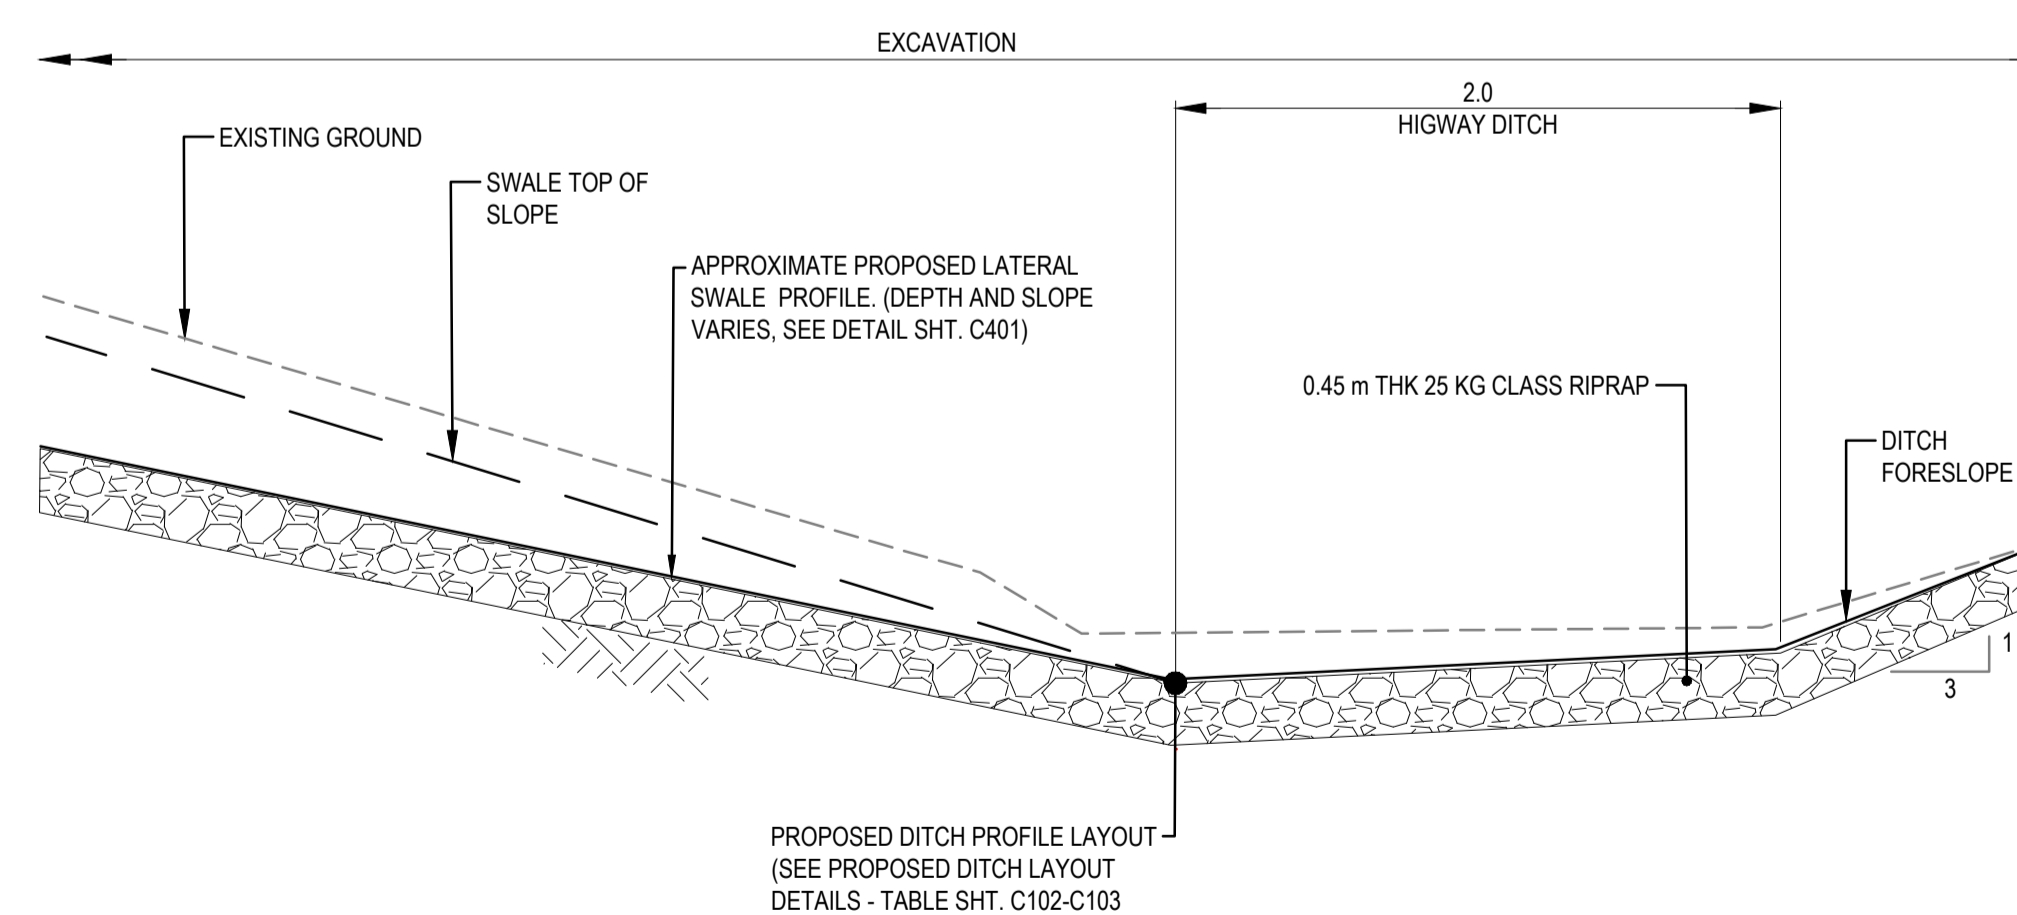 EXCAVATION
2.0
HIGWAY DITCH
EXISTING GROUND
SWALE TOP OF
SLOPE
APPROXIMATE PROPOSED LATERAL
SWALE PROFILE. (DEPTH AND SLOPE
VARIES, SEE DETAIL SHT. C401)
0.45 m THK 25 KG CLASS RIPRAP
DITCH
FORESLOPE
1
3
PROPOSED DITCH PROFILE LAYOUT
(SEE PROPOSED DITCH LAYOUT
DETAILS - TABLE SHT. C102-C103